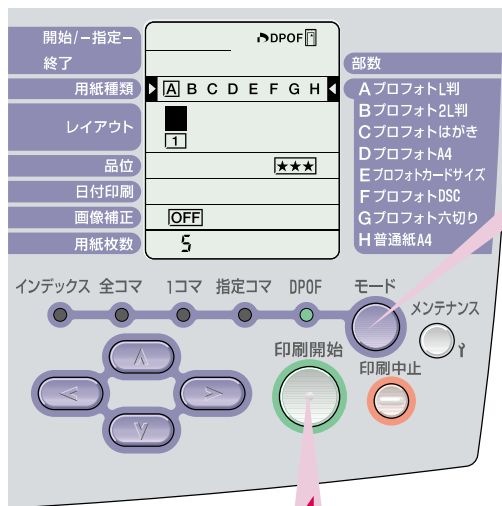 開始/−指定−
終了
用紙種類
レイアウト
品位
日付印刷
画像補正
用紙枚数
DPOF
A B C D E F G H
1
★★★
OFF
5
部数
AプロフォトL判
Bプロフォト2L判
Cプロフォトはがき
DプロフォトA4
Eプロフォトカードサイズ
FプロフォトDSC
Gプロフォト六切り
H普通紙A4
インデックス 全コマ 1コマ 指定コマ DPOF モード
メンテナンス
印刷開始
印刷中止